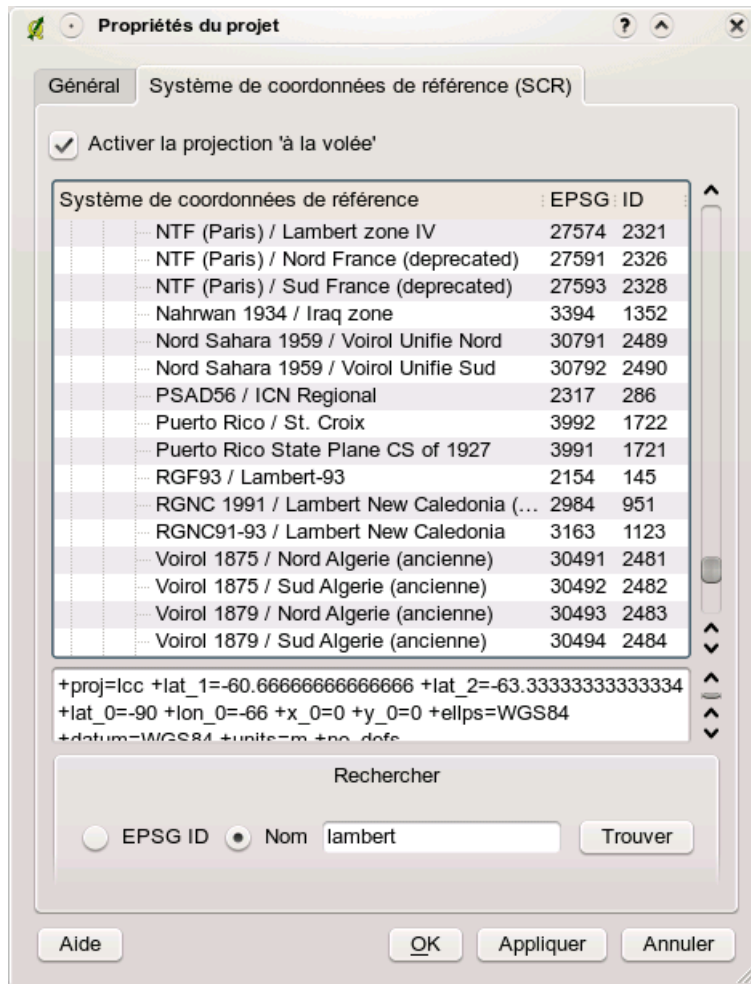 Propriétés du projet
Général Système de coordonnées de référence (SCR)
Activer la projection 'à la volée'
Système de coordonnées de référence EPSG ID
NTF (Paris) / Lambert zone IV 27574 2321
NTF (Paris) / Nord France (deprecated) 27591 2326
NTF (Paris) / Sud France (deprecated) 27593 2328
Nahrwan 1934 / Iraq zone 3394 1352
Nord Sahara 1959 / Voirol Unifie Nord 30791 2489
Nord Sahara 1959 / Voirol Unifie Sud 30792 2490
PSAD56 / ICN Regional 2317 286
Puerto Rico / St. Croix 3992 1722
Puerto Rico State Plane CS of 1927 3991 1721
RGF93 / Lambert-93 2154 145
RGNC 1991 / Lambert New Caledonia (... 2984 951
RGNC91-93 / Lambert New Caledonia 3163 1123
Voirol 1875 / Nord Algerie (ancienne) 30491 2481
Voirol 1875 / Sud Algerie (ancienne) 30492 2482
Voirol 1879 / Nord Algerie (ancienne) 30493 2483
Voirol 1879 / Sud Algerie (ancienne) 30494 2484
+proj=lcc +lat_1=-60.66666666666666 +lat_2=-63.33333333333334
+lat_0=-90 +lon_0=-66 +x_0=0 +y_0=0 +ellps=WGS84
+datum=WGS84 +units=m +no_defs
Rechercher
EPSG ID Nom lambert Trouver
Aide OK Appliquer Annuler